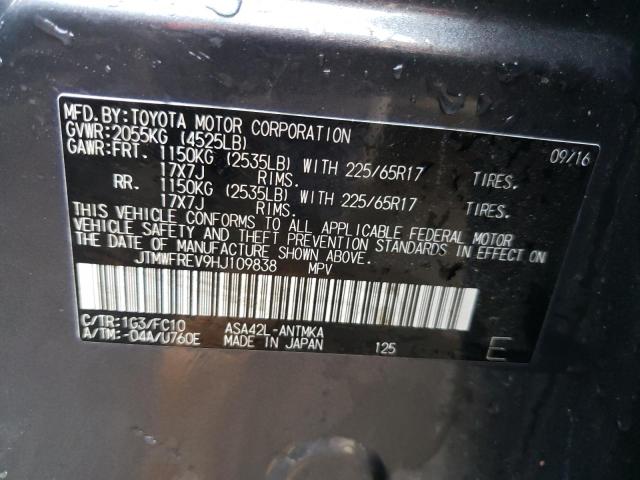 MFD.BY:TOYOTA MOTOR CORPORATION 09/16
GVWR:2055KG (4525LB)
GAWR:FRT. 1150KG (2535LB) WITH 225/65R17 TIRES.
17X7J RIMS.
RR. 1150KG (2535LB) WITH 225/65R17 TIRES.
17X7J RIMS.
THIS VEHICLE CONFORMS TO ALL APPLICABLE FEDERAL MOTOR
VEHICLE SAFETY AND THEFT PREVENTION STANDARDS IN EFFECT ON
THE DATE OF MANUFACTURE SHOWN ABOVE.
JTMWFREV9HJ109838 MPV
C/TR:1G3/FC10 ASA42L-ANTMKA
A/TM:-04A/U760E MADE IN JAPAN 125 E